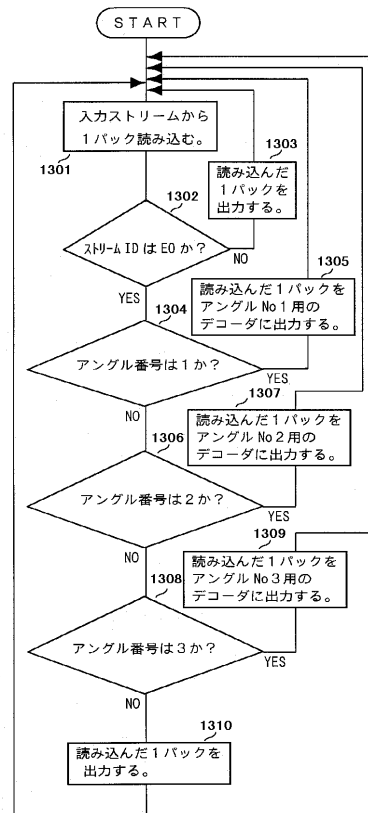 START
入力ストリームから
1パック読み込む。
1301
1302
ストリームIDはE0か?
YES
NO
1303
読み込んだ
1パックを
出力する。
1304
アングル番号は1か?
NO
YES
1305
読み込んだ1パックを
アングルNo1用の
デコーダに出力する。
1306
アングル番号は2か?
NO
YES
1307
読み込んだ1パックを
アングルNo2用の
デコーダに出力する。
1308
アングル番号は3か?
NO
YES
1309
読み込んだ1パックを
アングルNo3用の
デコーダに出力する。
1310
読み込んだ1パックを
出力する。